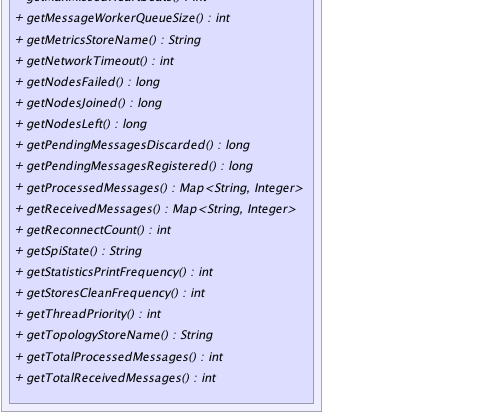 + getMessageWorkerQueueSize() : int
+ getMetricsStoreName() : String
+ getNetworkTimeout() : int
+ getNodesFailed() : long
+ getNodesJoined() : long
+ getNodesLeft() : long
+ getPendingMessagesDiscarded() : long
+ getPendingMessagesRegistered() : long
+ getProcessedMessages() : Map<String, Integer>
+ getReceivedMessages() : Map<String, Integer>
+ getReconnectCount() : int
+ getSpiState() : String
+ getStatisticsPrintFrequency() : int
+ getStoresCleanFrequency() : int
+ getThreadPriority() : int
+ getTopologyStoreName() : String
+ getTotalProcessedMessages() : int
+ getTotalReceivedMessages() : int